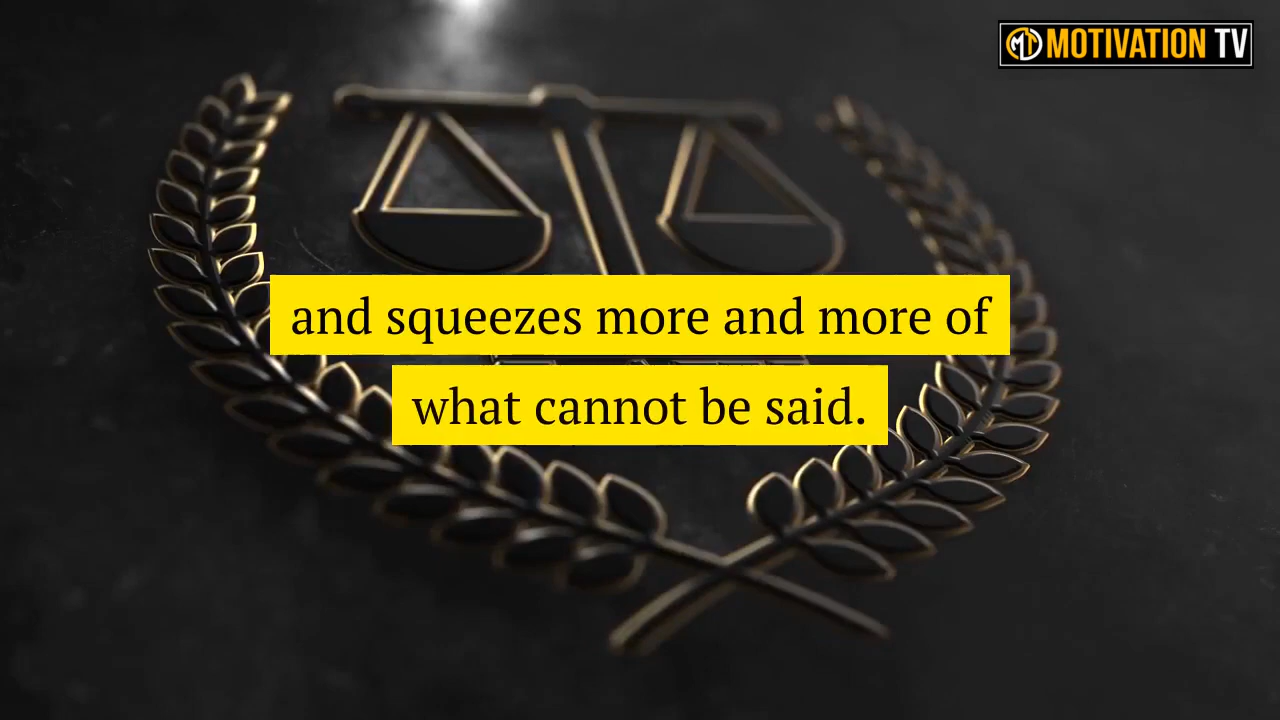 MOTIVATION TV
and squeezes more and more of
what cannot be said.